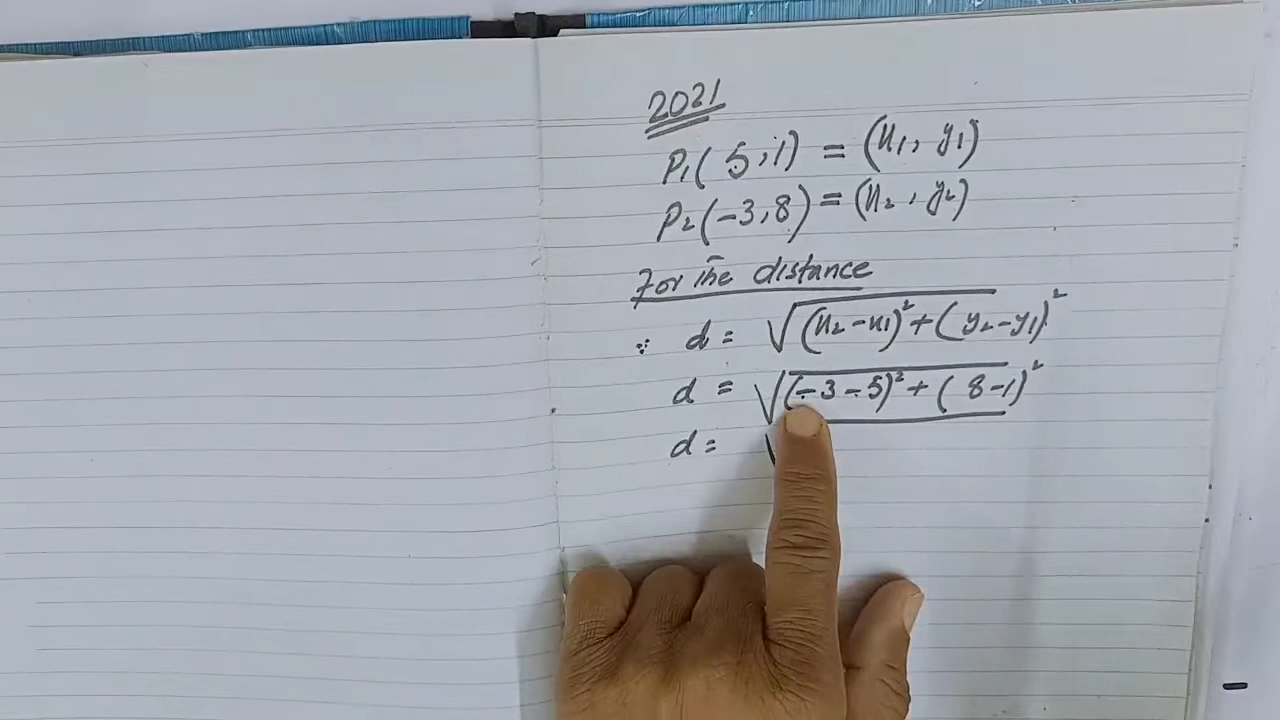 2021
P₁(5,1) = (x₁, y₁)
P₂(-3,8) = (x₂, y₂)
For the distance
∵ d = √(x₂-x₁)²+(y₂-y₁)²
d = √(-3-5)²+(8-1)²
d = √